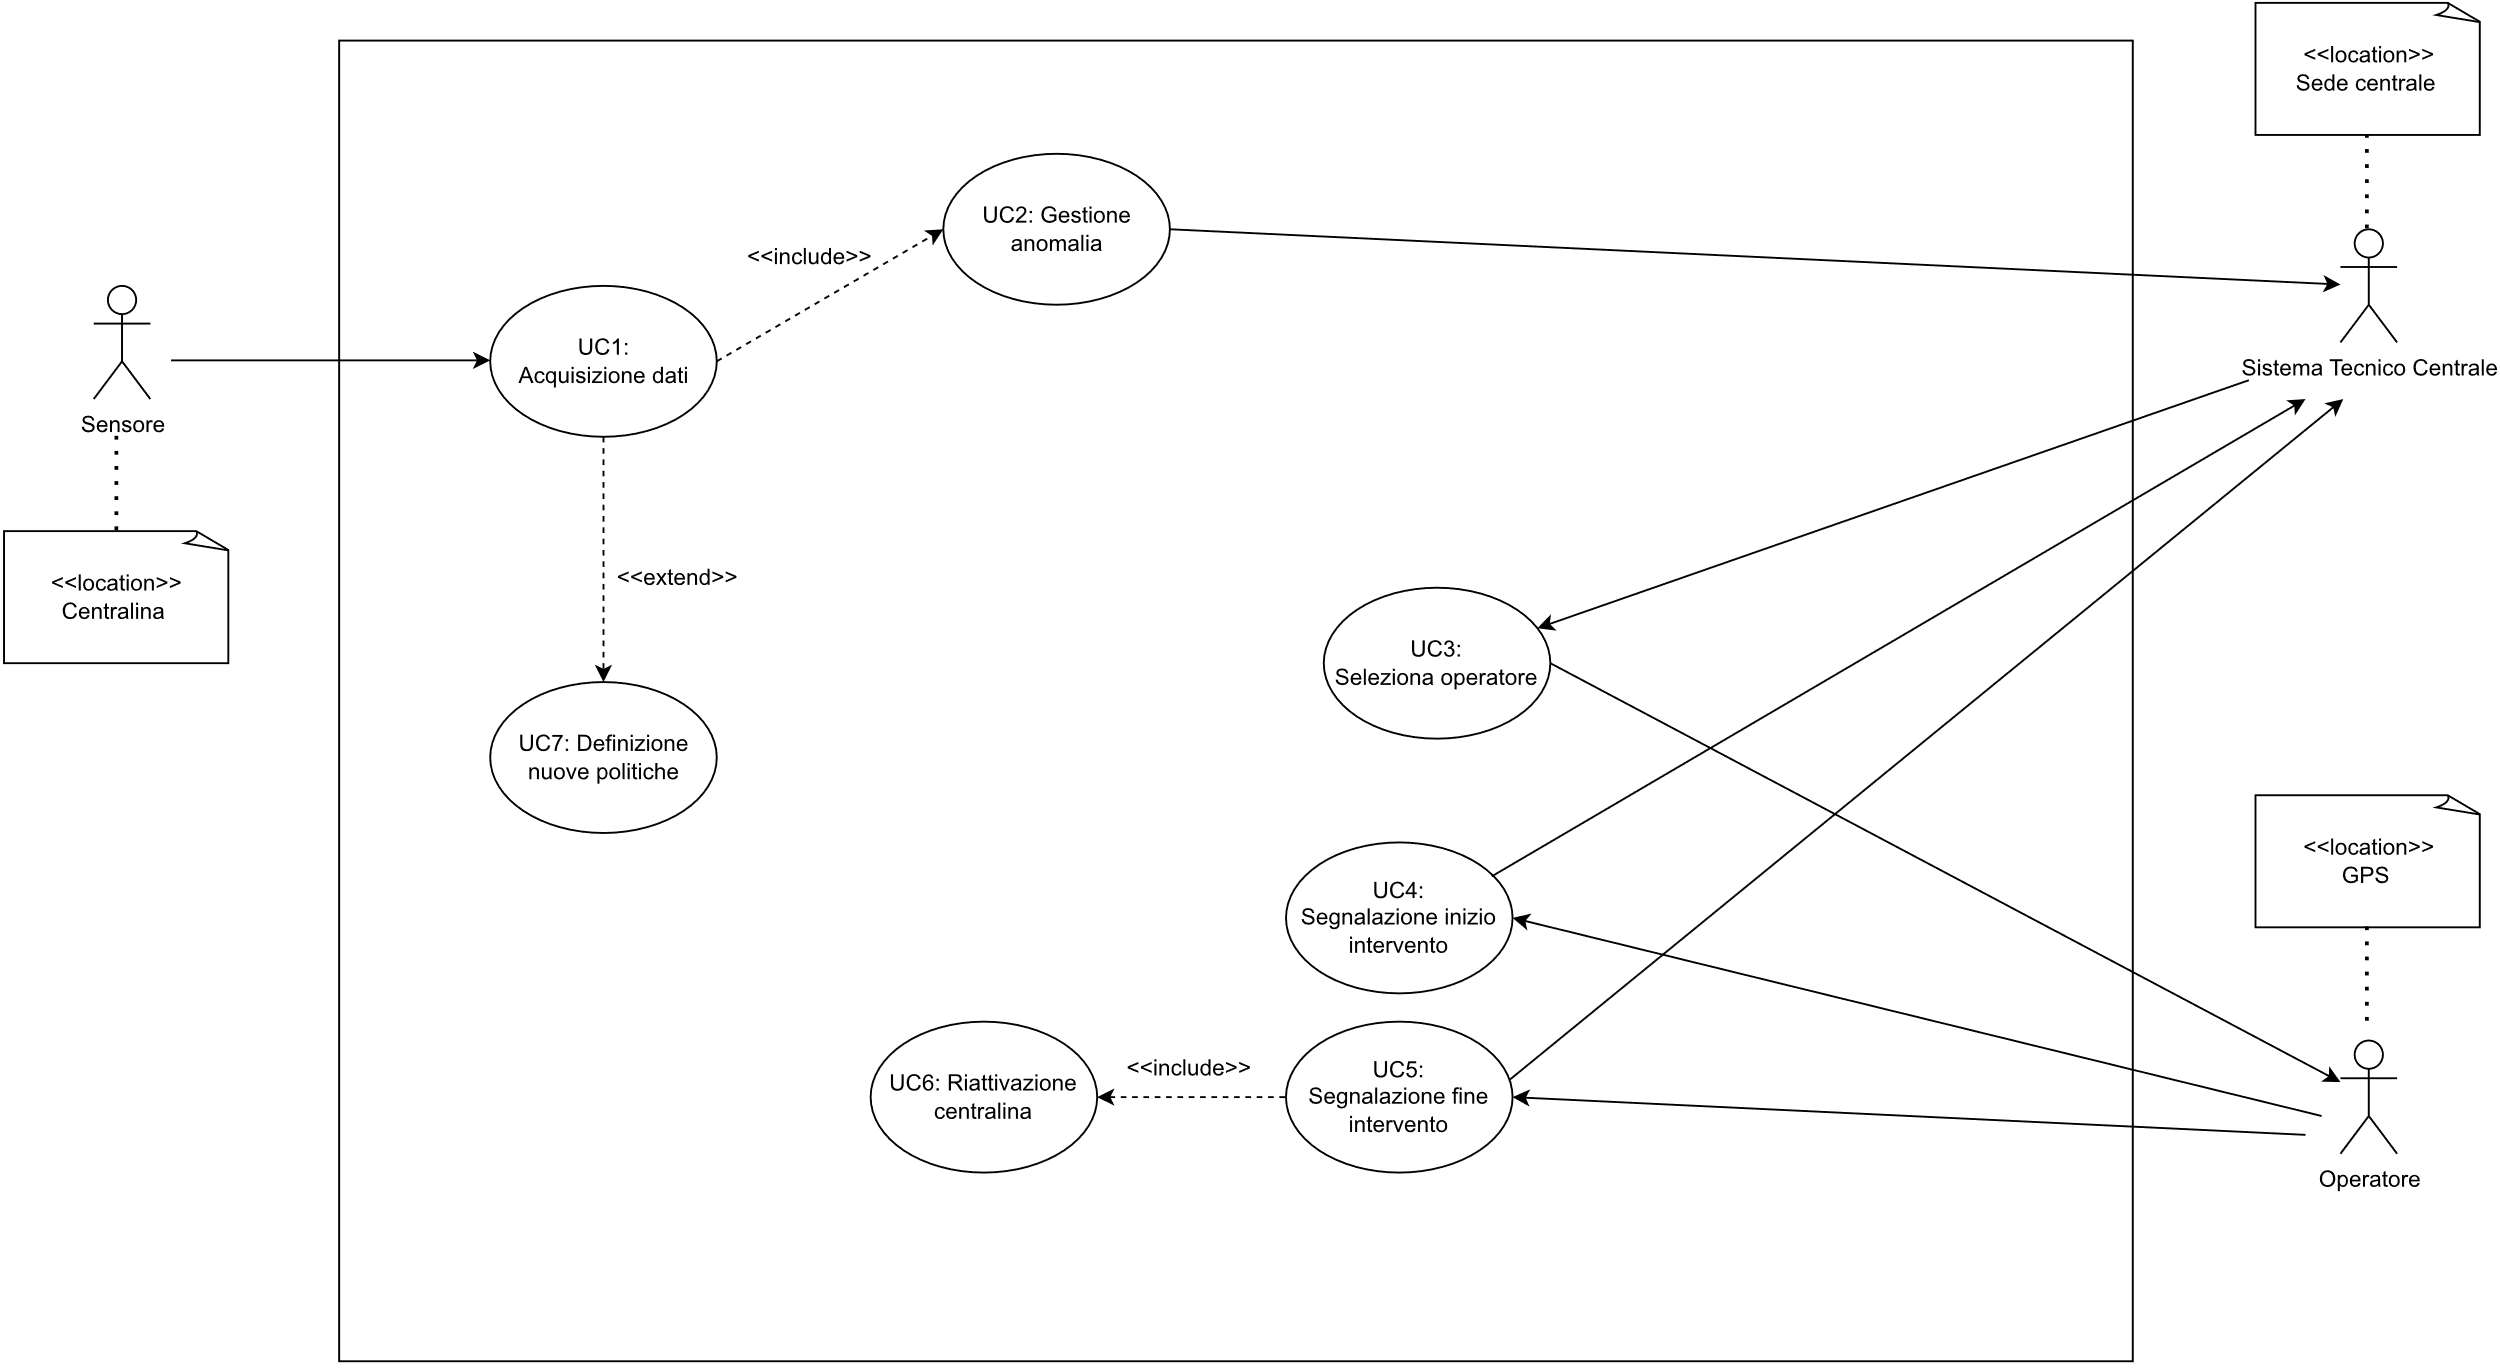 <<location>>
Sede centrale
UC2: Gestione
anomalia
<<include>>
UC1:
Acquisizione dati
Sistema Tecnico Centrale
Sensore
<<location>>
Centralina
<<extend>>
UC3:
Seleziona operatore
UC7: Definizione
nuove politiche
<<location>>
GPS
UC4:
Segnalazione inizio
intervento
UC6: Riattivazione
centralina
<<include>>
UC5:
Segnalazione fine
intervento
Operatore